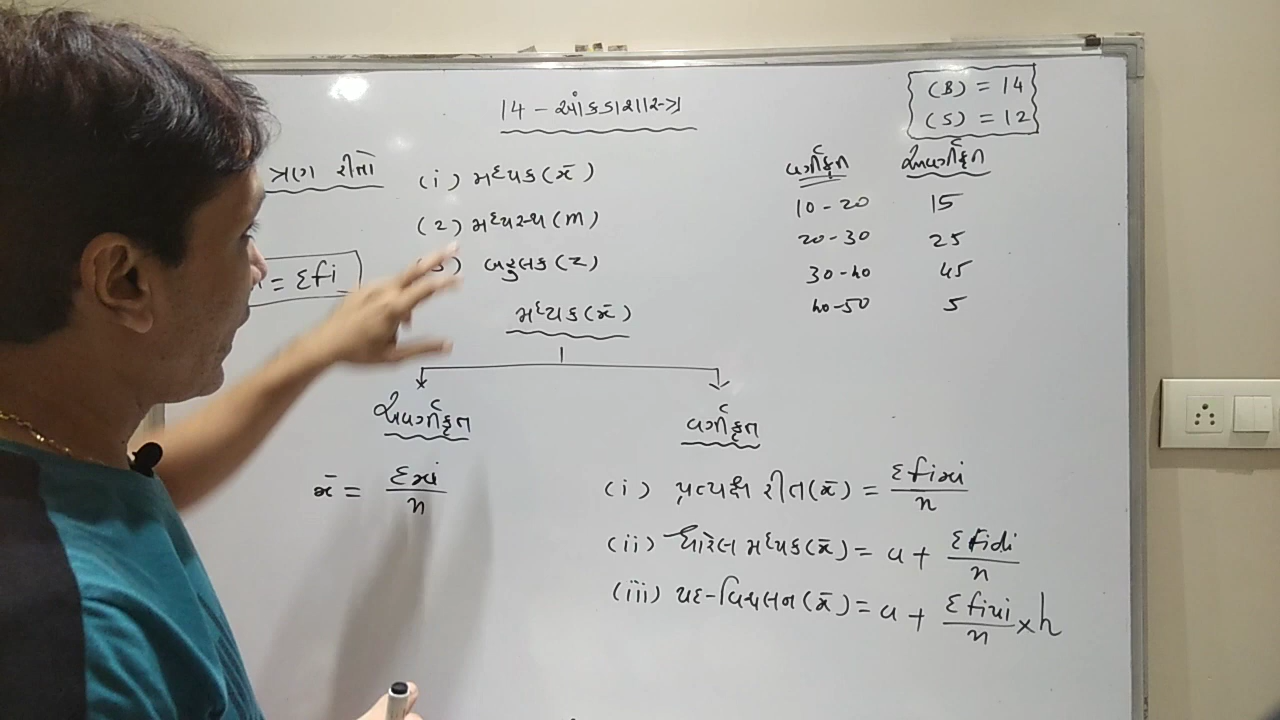 14 - આંકડાશાસ્ત્ર
(B) = 14
(S) = 12
ત્રણ રીતો
(i) મધ્યક (x̄)
(2) મધ્યસ્થ (M)
(3) બહુલક (Z)
= Σfi
વર્ગીકૃત અવર્ગીકૃત
10-20 15
20-30 25
30-40 45
40-50 5
મધ્યક (x̄)
અવર્ગીકૃત વર્ગીકૃત
x̄ = Σxi/n
(i) પ્રત્યક્ષ રીત (x̄) = Σfixi/n
(ii) ધારેલ મધ્યક (x̄) = a + Σfidi/n
(iii) પદ-વિચલન (x̄) = a + Σfiui/n × h